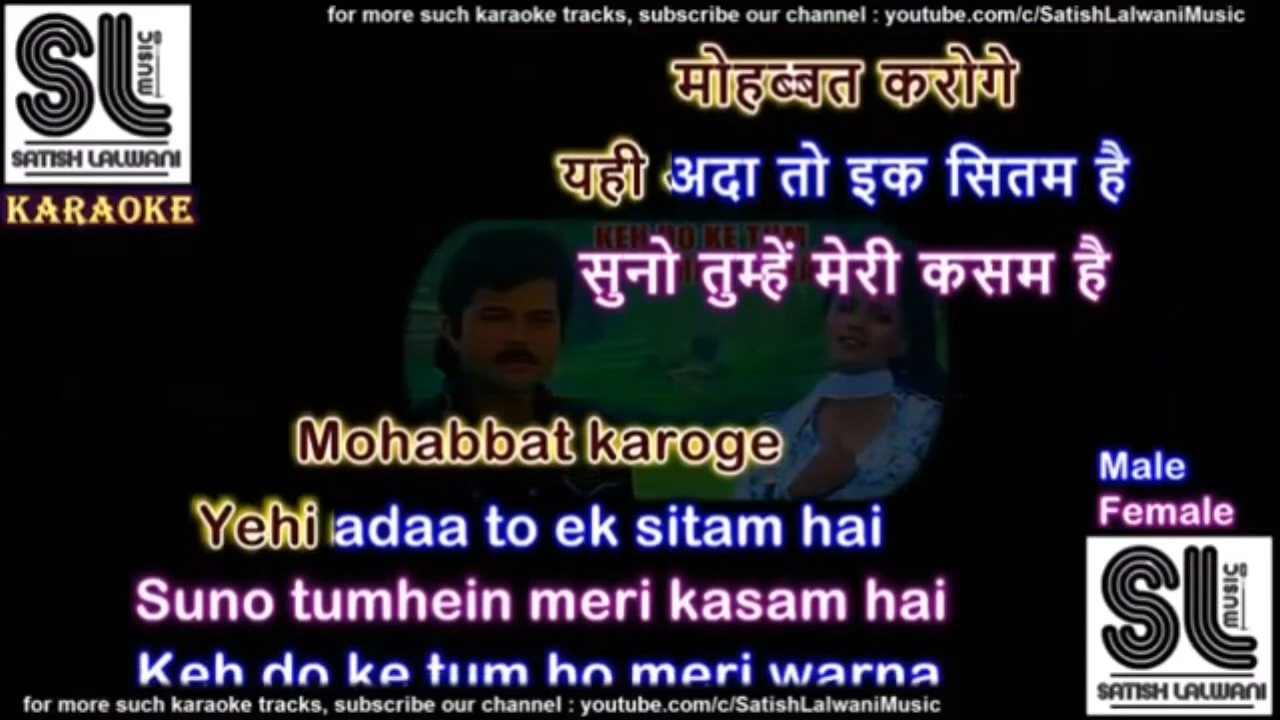 for more such karaoke tracks, subscribe our channel : youtube.com/c/SatishLalwaniMusic
SL MUSIC
SATISH LALWANI
KARAOKE
मोहब्बत करोगे
यही अदा तो इक सितम है
KEH DO KE TUM
सुनो तुम्हें मेरी कसम है
Mohabbat karoge
Yehi adaa to ek sitam hai
Suno tumhein meri kasam hai
Keh do ke tum ho meri warna
Male
Female
SL MUSIC
SATISH LALWANI
for more such karaoke tracks, subscribe our channel : youtube.com/c/SatishLalwaniMusic